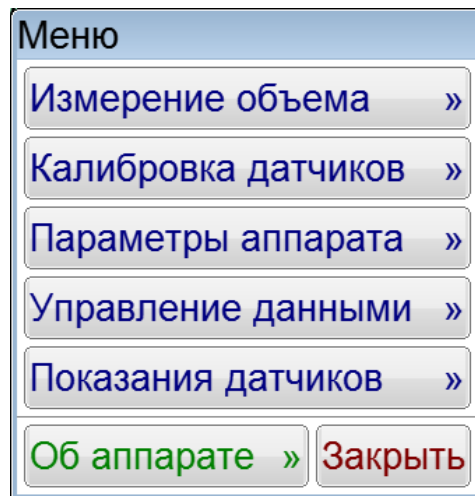 Меню
Измерение объема »
Калибровка датчиков »
Параметры аппарата »
Управление данными »
Показания датчиков »
Об аппарате » Закрыть